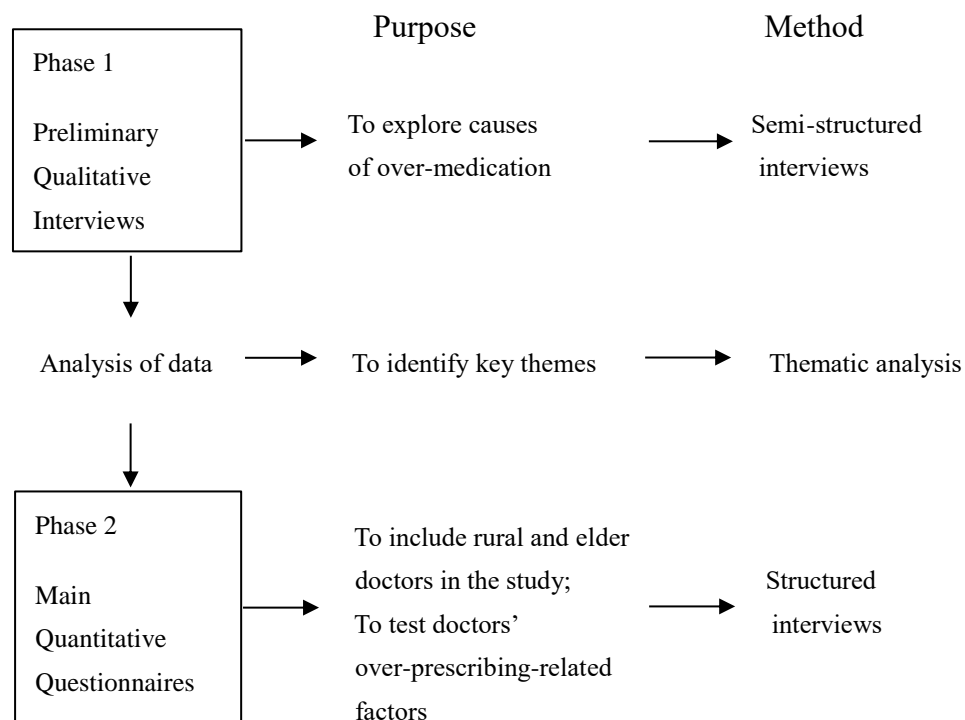 Purpose
Method
Phase 1
Preliminary
Qualitative
Interviews
To explore causes
of over-medication
Semi-structured
interviews
Analysis of data
To identify key themes
Thematic analysis
Phase 2
Main
Quantitative
Questionnaires
To include rural and elder
doctors in the study;
To test doctors’
over-prescribing-related
factors
Structured
interviews